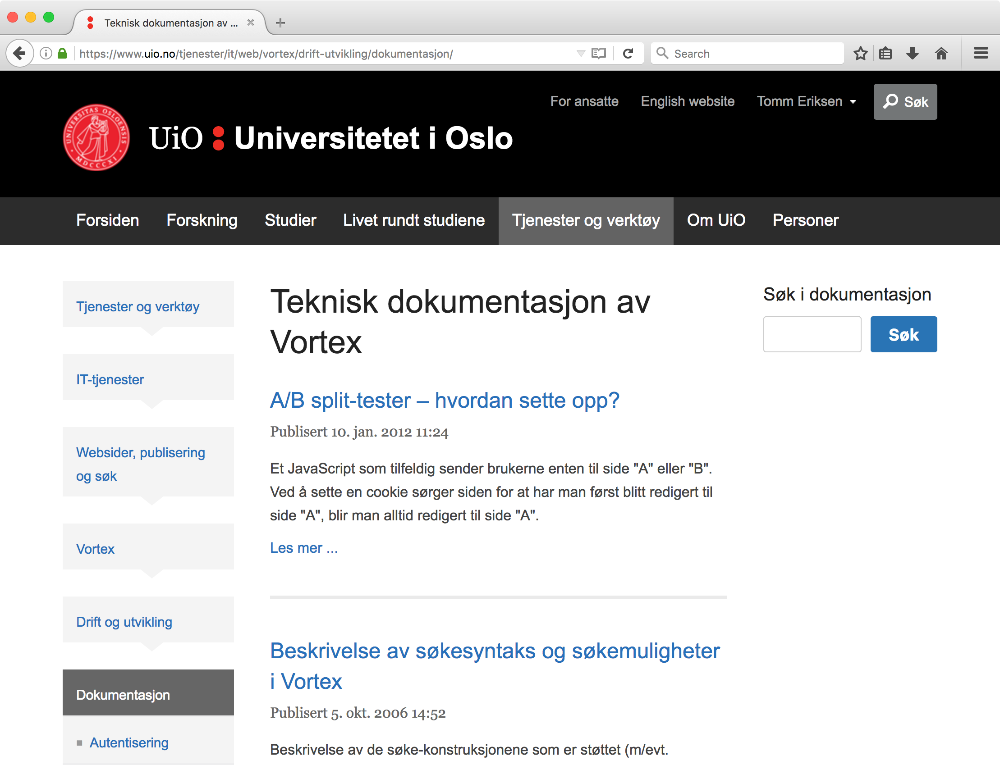 Teknisk dokumentasjon av ...
https://www.uio.no/tjenester/it/web/vortex/drift-utvikling/dokumentasjon/
Search
For ansatte
English website
Tomm Eriksen
Søk
UNIVERSITAS OSLOENSIS
MDCCCXI
UiO : Universitetet i Oslo
Forsiden
Forskning
Studier
Livet rundt studiene
Tjenester og verktøy
Om UiO
Personer
Tjenester og verktøy
IT-tjenester
Websider, publisering
og søk
Vortex
Drift og utvikling
Dokumentasjon
Autentisering
Teknisk dokumentasjon av
Vortex
A/B split-tester – hvordan sette opp?
Publisert 10. jan. 2012 11:24
Et JavaScript som tilfeldig sender brukerne enten til side "A" eller "B".
Ved å sette en cookie sørger siden for at har man først blitt redigert til
side "A", blir man alltid redigert til side "A".
Les mer ...
Beskrivelse av søkesyntaks og søkemuligheter
i Vortex
Publisert 5. okt. 2006 14:52
Beskrivelse av de søke-konstruksjonene som er støttet (m/evt.
Søk i dokumentasjon
Søk